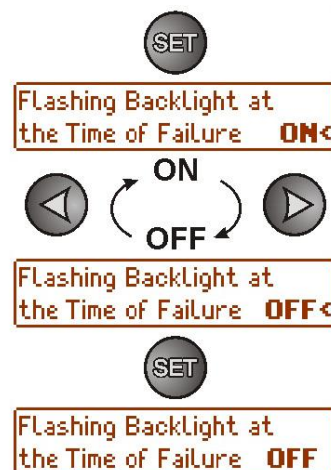 SET
Flashing Backlight at
the Time of Failure ON<
ON
OFF
Flashing Backlight at
the Time of Failure OFF<
SET
Flashing Backlight at
the Time of Failure OFF